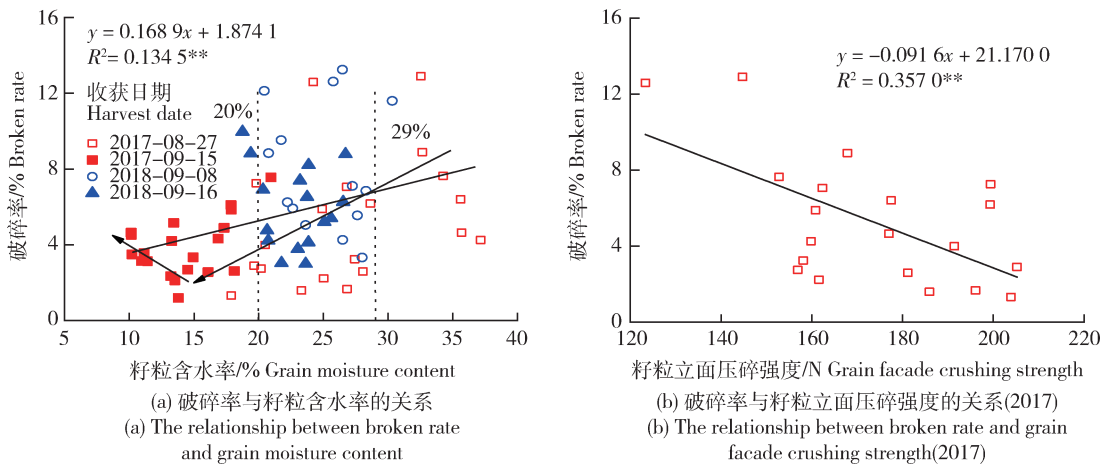 16
12
8
4
0
破碎率/% Broken rate
y = 0.168 9x + 1.874 1
R²= 0.134 5**
收获日期
Harvest date
2017-08-27
2017-09-15
2018-09-08
2018-09-16
20%
29%
5
10
15
20
25
30
35
40
籽粒含水率/% Grain moisture content
(a) 破碎率与籽粒含水率的关系
(a) The relationship between broken rate
and grain moisture content
16
12
8
4
0
破碎率/% Broken rate
y = −0.091 6x + 21.170 0
R² = 0.357 0**
120
140
160
180
200
220
籽粒立面压碎强度/N Grain facade crushing strength
(b) 破碎率与籽粒立面压碎强度的关系(2017)
(b) The relationship between broken rate and grain
facade crushing strength(2017)